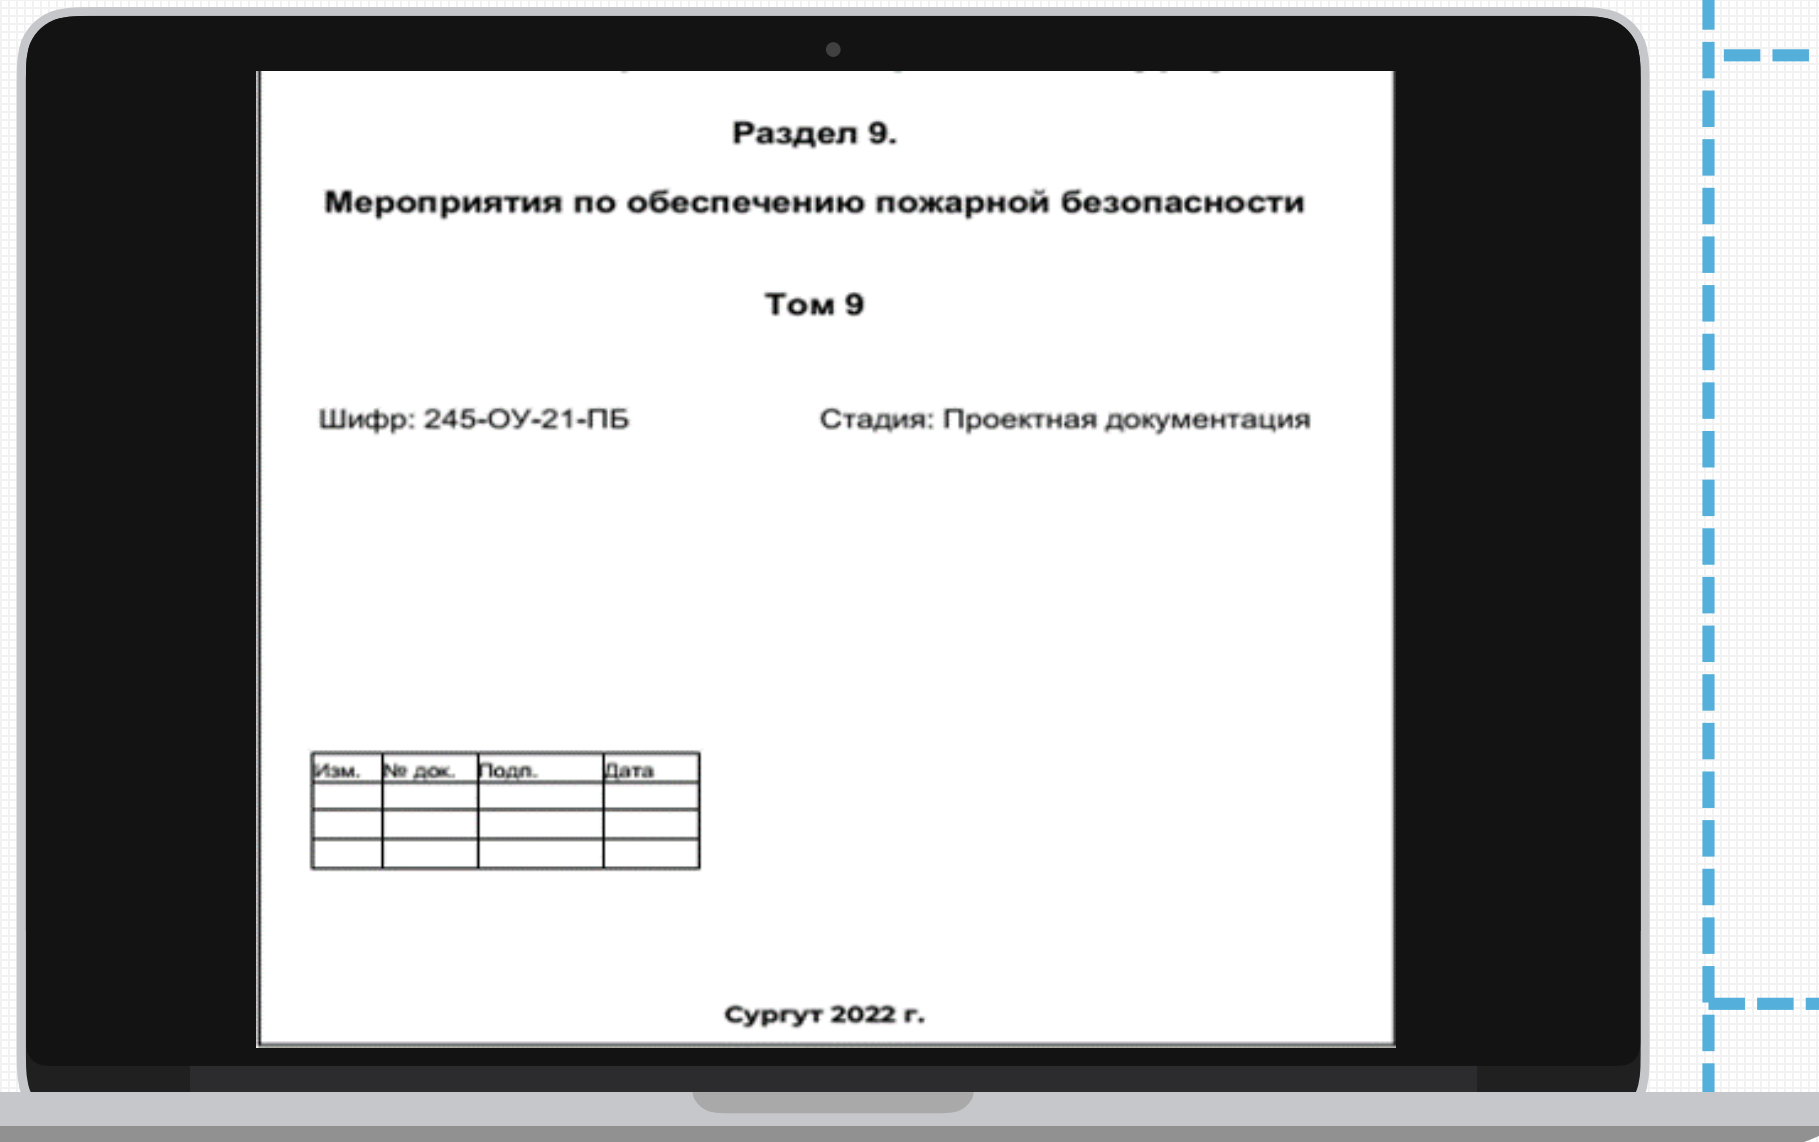 Раздел 9.
Мероприятия по обеспечению пожарной безопасности
Том 9
Шифр: 245-ОУ-21-ПБ Стадия: Проектная документация
Изм. № док. Подп. Дата
Сургут 2022 г.